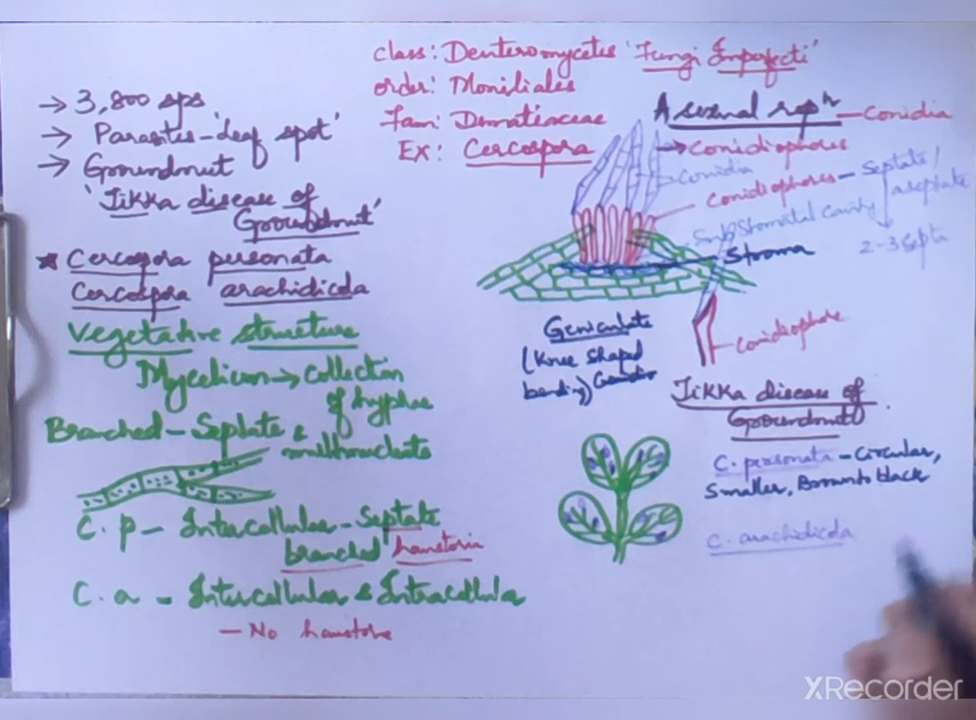 class: Deuteromycetes 'Fungi Imperfecti'
order: Moniliales
Fam: Dematiaceae
Ex: Cercospora
→ 3,800 sps
→ Parasites - 'Leaf spot'
→ Groundnut
'Tikka disease of
Groundnut'
* Cercospora personata
Cercospora arachidicola
Vegetative structure
Mycelium → collection
of hyphae
Branched - Septate &
multinucleate
C. p - Intercellular - Septate
branched haustoria
C. a - Intercellular & Intracellular
- No haustoria
Asexual repⁿ - Conidia
→ Conidiophores
Conidia
Conidiophores - Septate/
aseptate
Sub stomatal cavity
2-3 Septa
Stroma
Geniculate
(Knee shaped
bending)
Conidiophore
Tikka disease of
Groundnut
C. personata - Circular,
Smaller, Brown to black
C. arachidicola
XRecorder